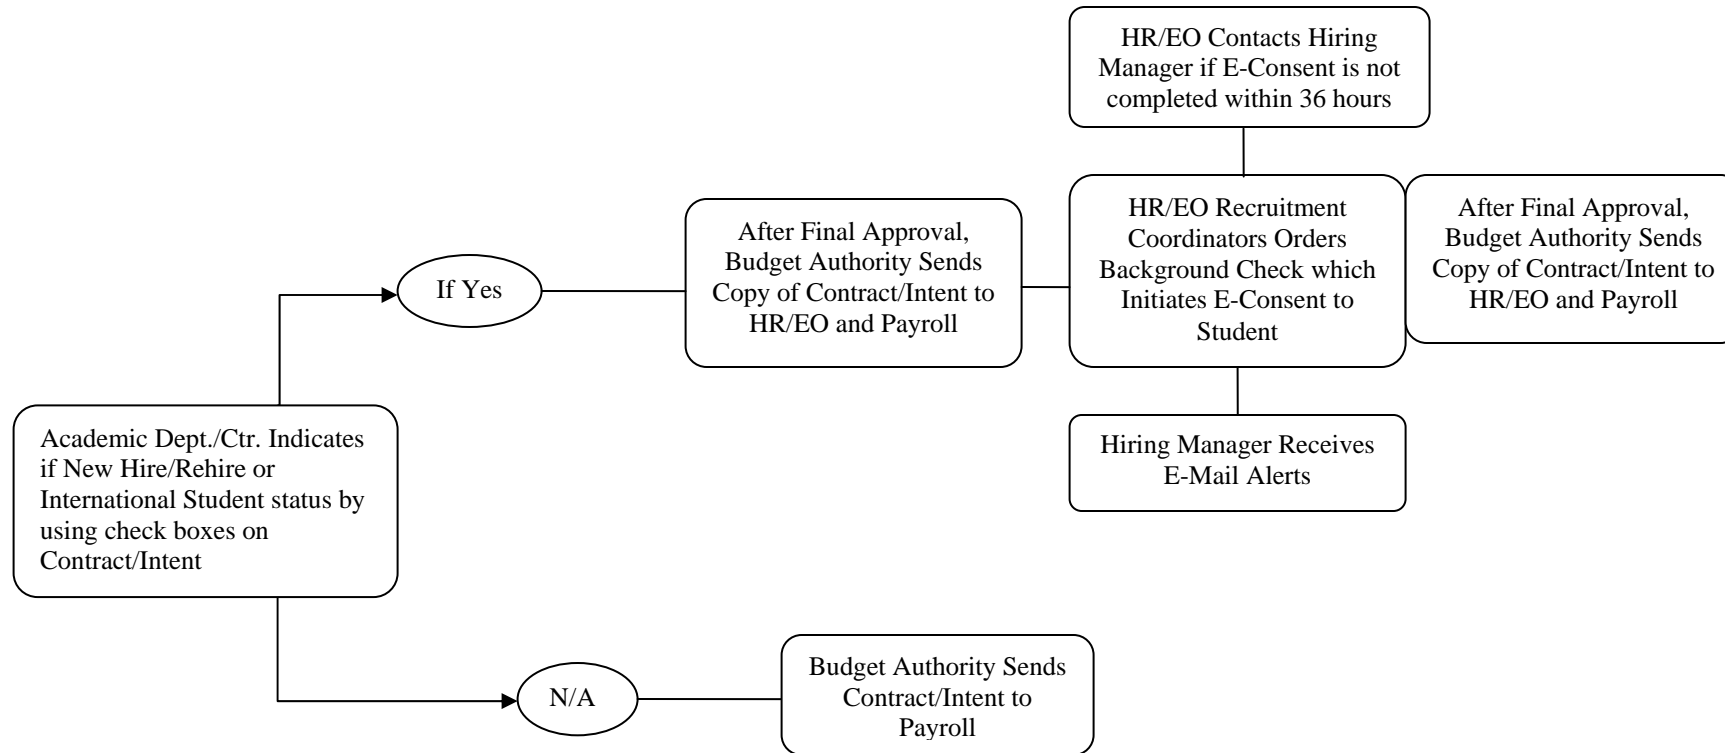 HR/EO Contacts Hiring
Manager if E-Consent is not
completed within 36 hours
If Yes
After Final Approval,
Budget Authority Sends
Copy of Contract/Intent to
HR/EO and Payroll
HR/EO Recruitment
Coordinators Orders
Background Check which
Initiates E-Consent to
Student
After Final Approval,
Budget Authority Sends
Copy of Contract/Intent to
HR/EO and Payroll
Academic Dept./Ctr. Indicates
if New Hire/Rehire or
International Student status by
using check boxes on
Contract/Intent
Hiring Manager Receives
E-Mail Alerts
N/A
Budget Authority Sends
Contract/Intent to
Payroll